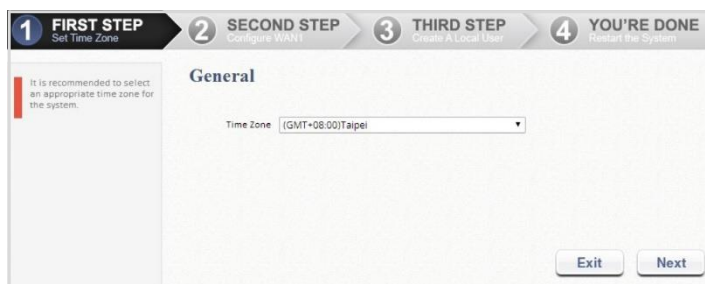 1 FIRST STEP
Set Time Zone
2 SECOND STEP
Configure WAN1
3 THIRD STEP
Create A Local User
4 YOU'RE DONE
Restart the System
It is recommended to select
an appropriate time zone for
the system.
General
Time Zone (GMT+08:00)Taipei
Exit Next